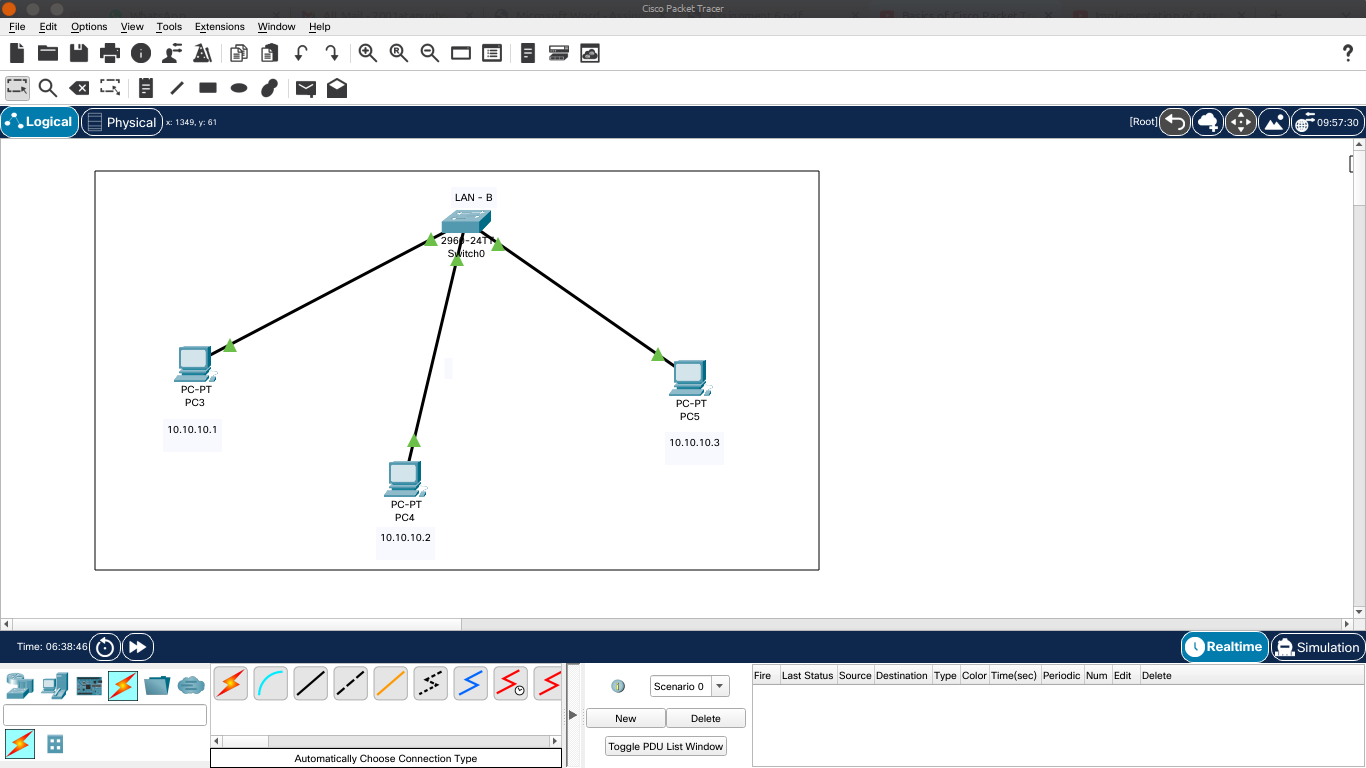 Cisco Packet Tracer
File Edit Options View Tools Extensions Window Help
Logical Physical x: 1349, y: 61 [Root] 09:57:30
LAN - B
2960-24TT
Switch0
PC-PT
PC3
10.10.10.1
PC-PT
PC5
10.10.10.3
PC-PT
PC4
10.10.10.2
Time: 06:38:46 Realtime Simulation
Scenario 0
New Delete
Toggle PDU List Window
Fire Last Status Source Destination Type Color Time(sec) Periodic Num Edit Delete
Automatically Choose Connection Type